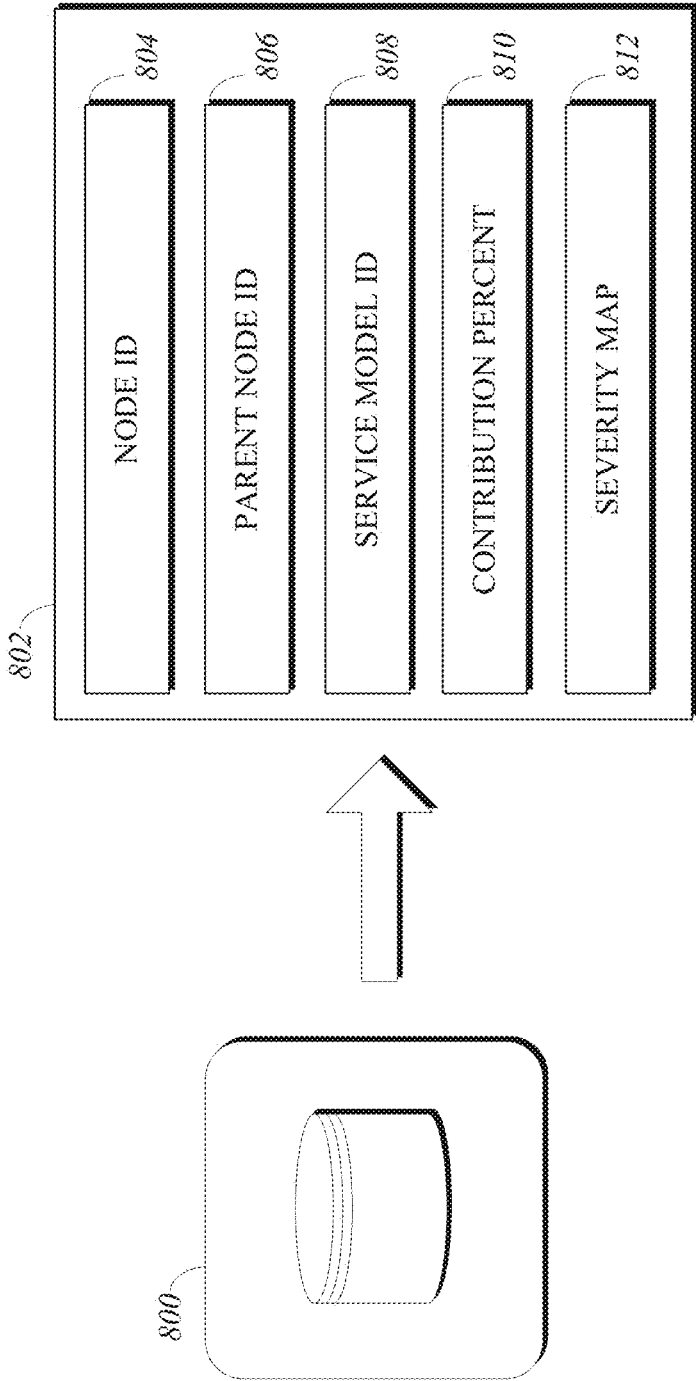 802
NODE ID
804
PARENT NODE ID
806
SERVICE MODEL ID
808
CONTRIBUTION PERCENT
810
SEVERITY MAP
812
800